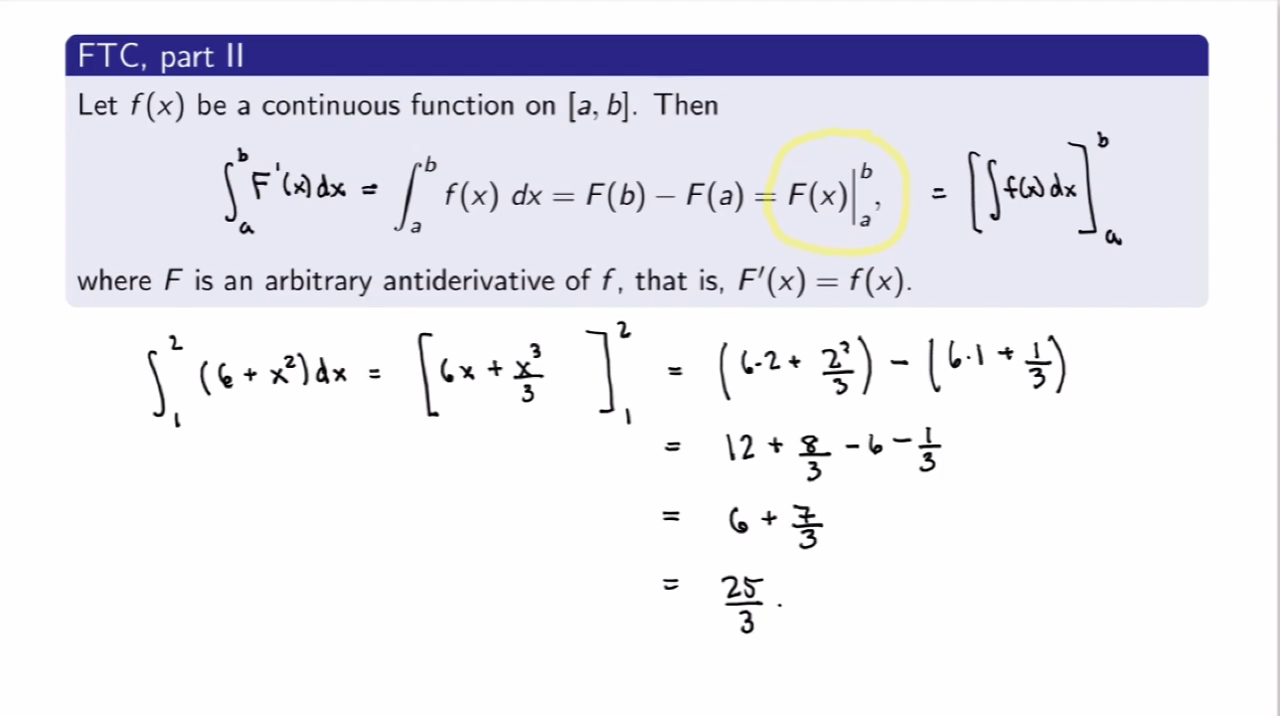 FTC, part II
Let f(x) be a continuous function on [a, b]. Then
∫_a^b F'(x) dx = ∫_a^b f(x) dx = F(b) − F(a) = F(x)|_a^b, = [∫f(x) dx]_a^b
where F is an arbitrary antiderivative of f, that is, F′(x) = f(x).
∫_1^2 (6 + x²) dx = [6x + x³/3]_1^2 = (6·2 + 2³/3) − (6·1 + 1/3)
= 12 + 8/3 − 6 − 1/3
= 6 + 7/3
= 25/3 .